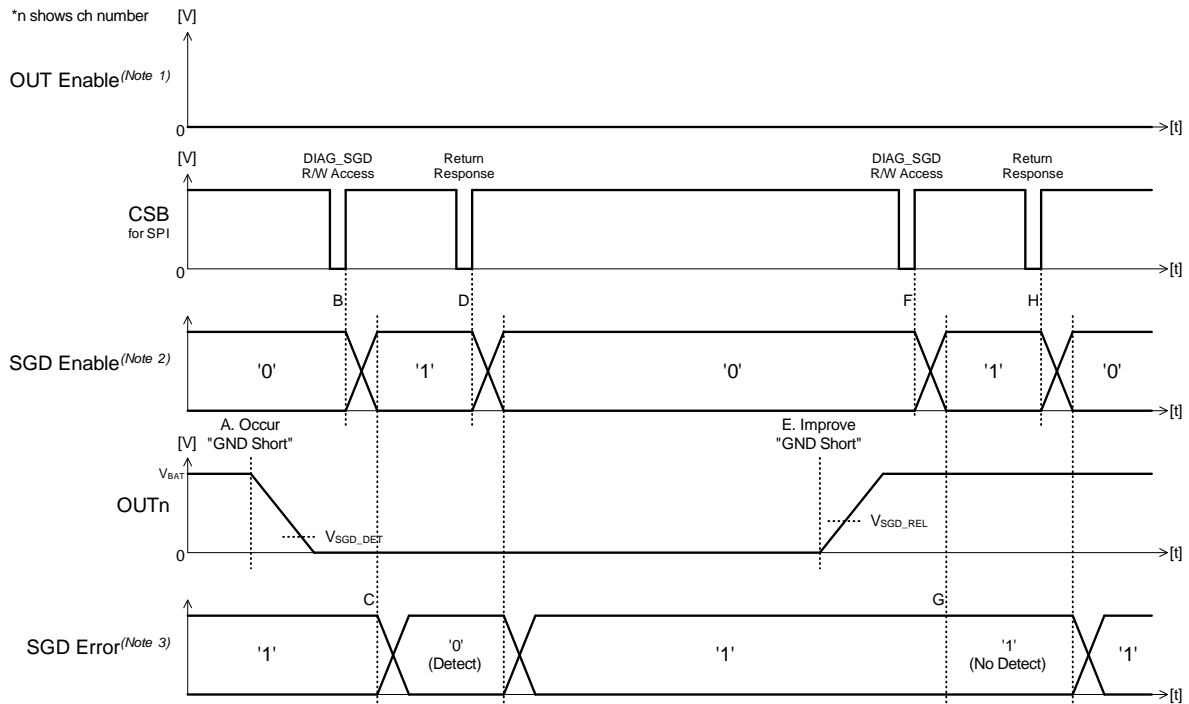 *n shows ch number
[V]
OUT Enable(Note 1)
0
[t]
[V]
DIAG_SGD
R/W Access
Return
Response
DIAG_SGD
R/W Access
Return
Response
CSB
for SPI
0
[t]
B
D
F
H
SGD Enable(Note 2)
'0'
'1'
'0'
'1'
'0'
[t]
A. Occur
"GND Short"
E. Improve
"GND Short"
[V]
VBAT
OUTn
VSGD_DET
VSGD_REL
0
[t]
C
G
SGD Error(Note 3)
'1'
'0'
(Detect)
'1'
'1'
(No Detect)
'1'
[t]